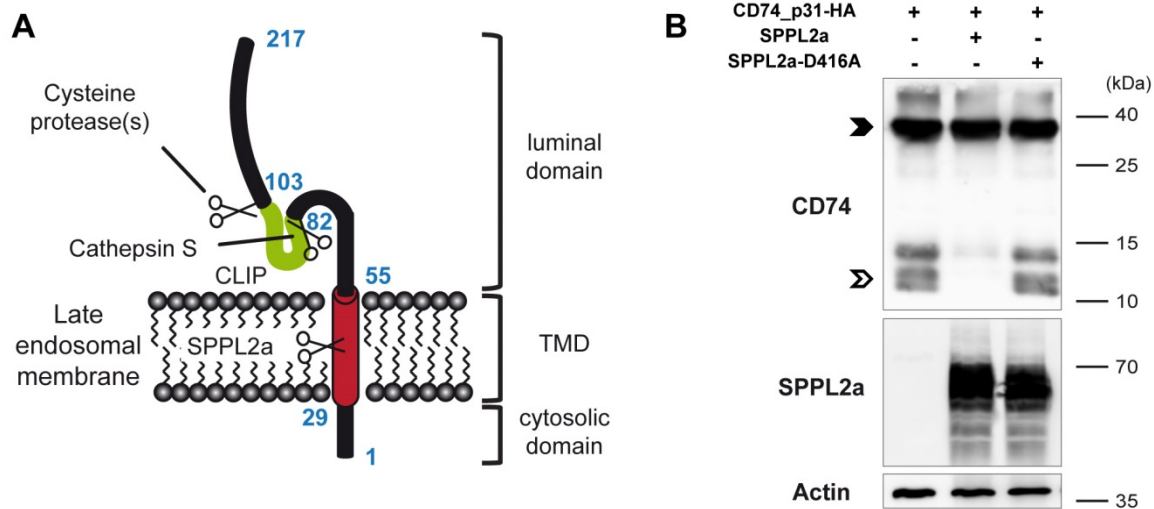 A
217
Cysteine
protease(s)
103
82
Cathepsin S
CLIP
55
luminal
domain
Late
endosomal
membrane
SPPL2a
TMD
29
1
cytosolic
domain
B
CD74_p31-HA + + +
SPPL2a - + -
SPPL2a-D416A - - +
(kDa)
40
25
CD74
15
10
70
SPPL2a
Actin
35